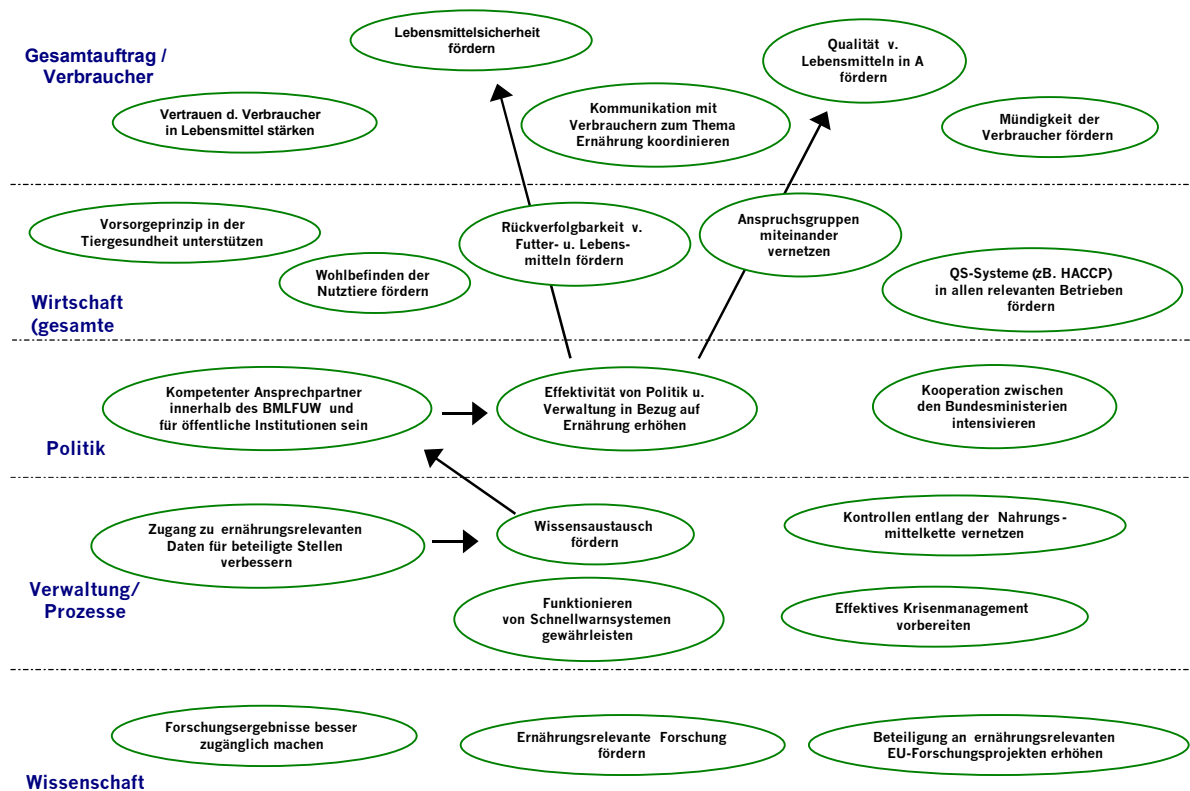 Gesamtauftrag /
Verbraucher
Lebensmittelsicherheit
fördern
Qualität v.
Lebensmitteln in A
fördern
Vertrauen d. Verbraucher
in Lebensmittel stärken
Kommunikation mit
Verbrauchern zum Thema
Ernährung koordinieren
Mündigkeit der
Verbraucher fördern
Wirtschaft
(gesamte
Vorsorgeprinzip in der
Tiergesundheit unterstützen
Wohlbefinden der
Nutztiere fördern
Rückverfolgbarkeit v.
Futter- u. Lebens-
mitteln fördern
Anspruchsgruppen
miteinander
vernetzen
QS-Systeme (zB. HACCP)
in allen relevanten Betrieben
fördern
Politik
Kompetenter Ansprechpartner
innerhalb des BMLFUW und
für öffentliche Institutionen sein
Effektivität von Politik u.
Verwaltung in Bezug auf
Ernährung erhöhen
Kooperation zwischen
den Bundesministerien
intensivieren
Verwaltung/
Prozesse
Zugang zu ernährungsrelevanten
Daten für beteiligte Stellen
verbessern
Wissensaustausch
fördern
Kontrollen entlang der Nahrungs-
mittelkette vernetzen
Funktionieren
von Schnellwarnsystemen
gewährleisten
Effektives Krisenmanagement
vorbereiten
Wissenschaft
Forschungsergebnisse besser
zugänglich machen
Ernährungsrelevante Forschung
fördern
Beteiligung an ernährungsrelevanten
EU-Forschungsprojekten erhöhen